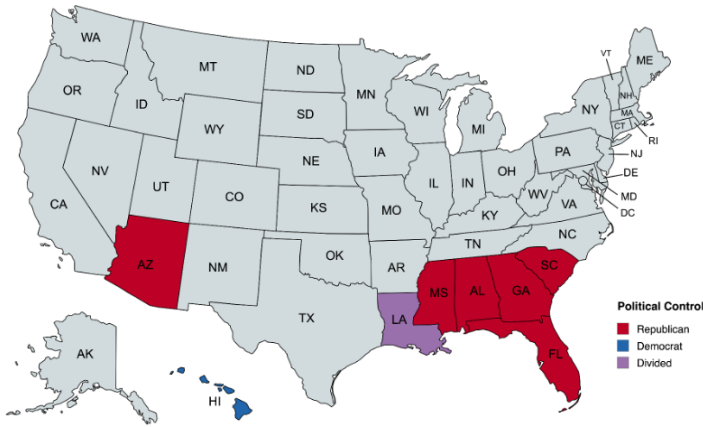 WA
MT
ND
MN
VT
ME
OR
ID
SD
WI
MI
NY
NH
MA
CT
RI
WY
IA
NE
PA
NJ
NV
UT
CO
IL
IN
OH
DE
CA
KS
MO
WV
VA
MD
KY
DC
AZ
NM
OK
AR
TN
NC
TX
LA
MS
AL
GA
SC
AK
HI
FL
Political Control
Republican
Democrat
Divided